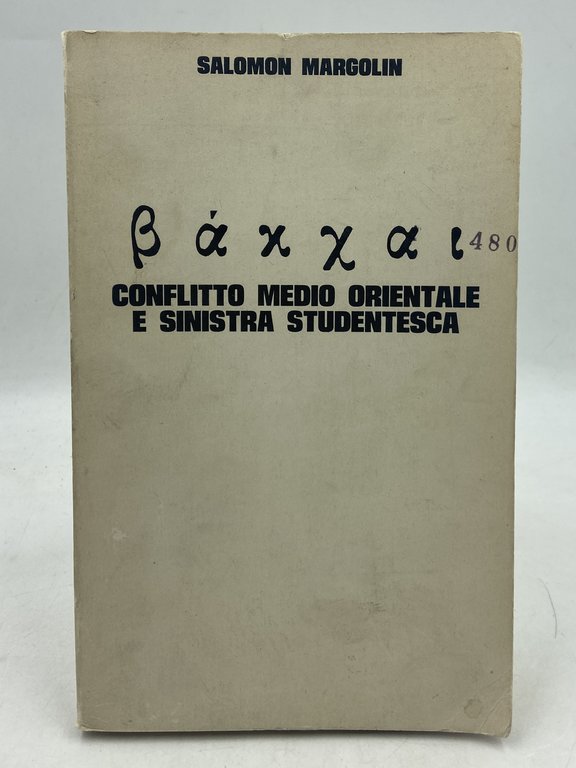 SALOMON MARGOLIN
βάκχαι
480
CONFLITTO MEDIO ORIENTALE
E SINISTRA STUDENTESCA